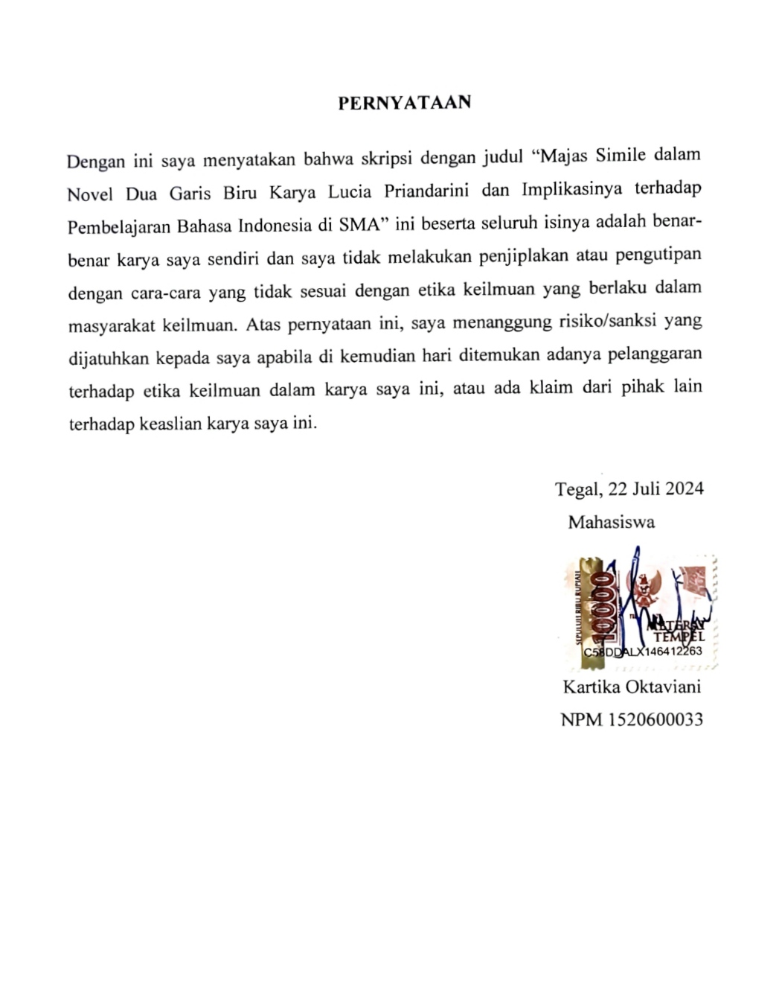 PERNYATAAN
Dengan ini saya menyatakan bahwa skripsi dengan judul “Majas Simile dalam
Novel Dua Garis Biru Karya Lucia Priandarini dan Implikasinya terhadap
Pembelajaran Bahasa Indonesia di SMA” ini beserta seluruh isinya adalah benar-
benar karya saya sendiri dan saya tidak melakukan penjiplakan atau pengutipan
dengan cara-cara yang tidak sesuai dengan etika keilmuan yang berlaku dalam
masyarakat keilmuan. Atas pernyataan ini, saya menanggung risiko/sanksi yang
dijatuhkan kepada saya apabila di kemudian hari ditemukan adanya pelanggaran
terhadap etika keilmuan dalam karya saya ini, atau ada klaim dari pihak lain
terhadap keaslian karya saya ini.
Tegal, 22 Juli 2024
Mahasiswa
SEPULUH RIBU RUPIAH
10000
METERAI
TEMPEL
C58DDALX146412263
Kartika Oktaviani
NPM 1520600033